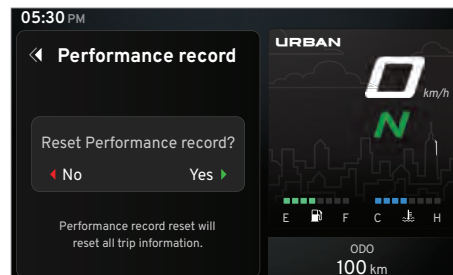 05:30 PM
Performance record
Reset Performance record?
No
Yes
Performance record reset will
reset all trip information.
URBAN
0 km/h
N
E F C H
ODO
100 km